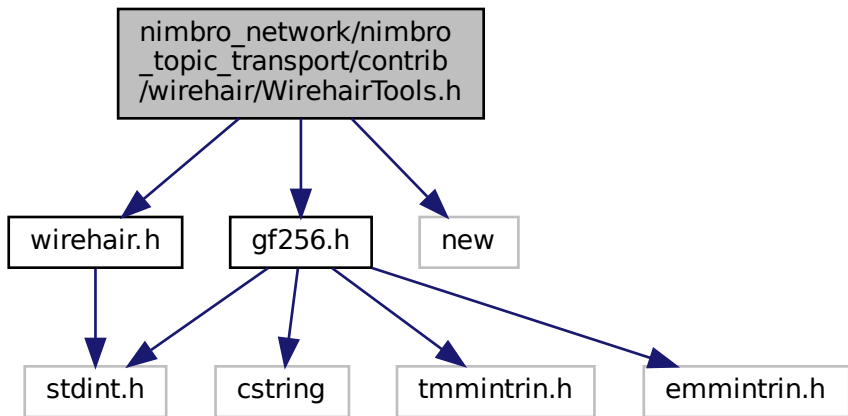 nimbro_network/nimbro
_topic_transport/contrib
/wirehair/WirehairTools.h
wirehair.h
gf256.h
new
stdint.h
cstring
tmmintrin.h
emmintrin.h